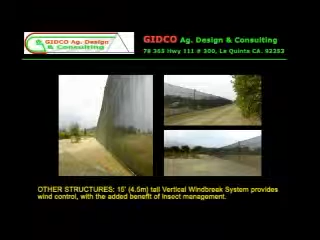 GIDCO Ag. Design
& Consulting
GIDCO Ag. Design & Consulting
78 365 Hwy 111 # 300, La Quinta CA. 92253
OTHER STRUCTURES: 15' (4.5m) tall Vertical Windbreak System provides
wind control, with the added benefit of insect management.